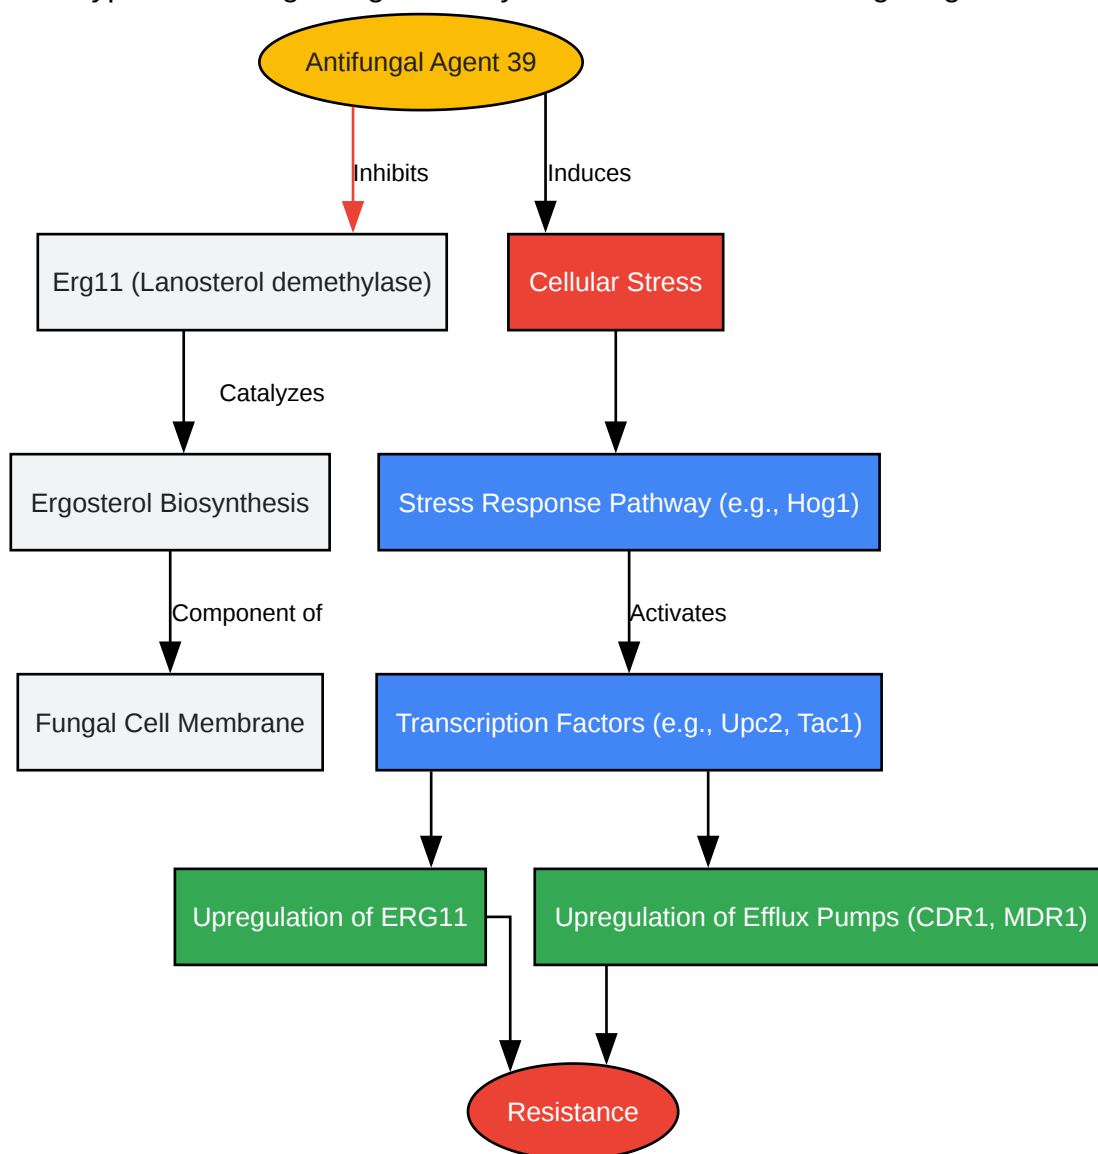 Antifungal Agent 39
Inhibits
Induces
Erg11 (Lanosterol demethylase)
Cellular Stress
Catalyzes
Ergosterol Biosynthesis
Stress Response Pathway (e.g., Hog1)
Component of
Activates
Fungal Cell Membrane
Transcription Factors (e.g., Upc2, Tac1)
Upregulation of ERG11
Upregulation of Efflux Pumps (CDR1, MDR1)
Resistance